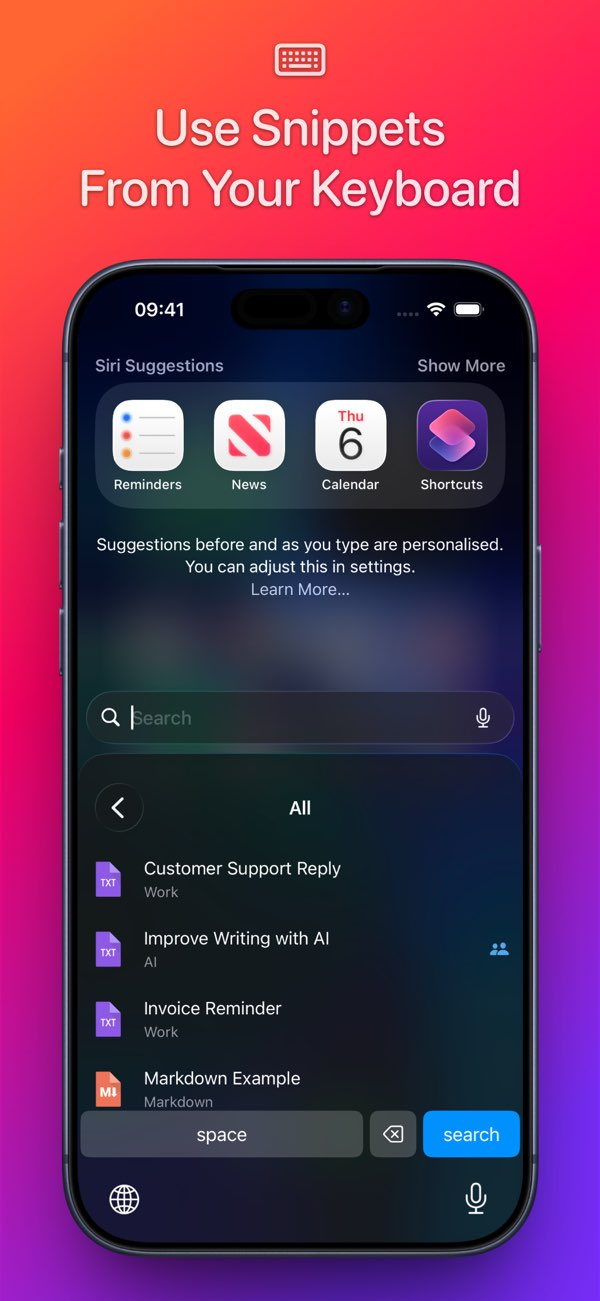 Use Snippets
From Your Keyboard
09:41
Siri Suggestions
Show More
Thu
6
Reminders
News
Calendar
Shortcuts
Suggestions before and as you type are personalised.
You can adjust this in settings.
Learn More...
Search
All
TXT
Customer Support Reply
Work
TXT
Improve Writing with AI
AI
TXT
Invoice Reminder
Work
M↓
Markdown Example
Markdown
space
search